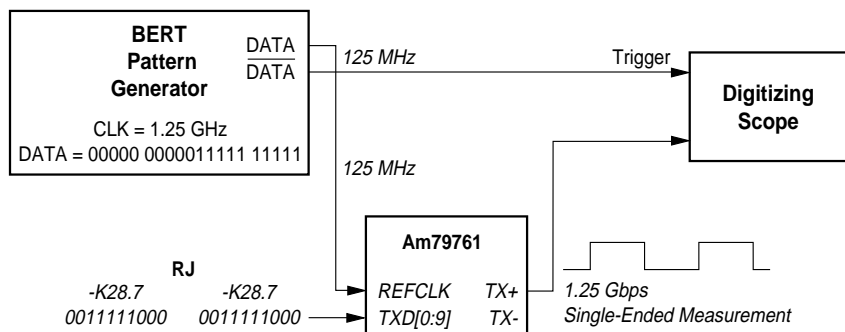 BERT
Pattern
Generator
DATA
DATA
CLK = 1.25 GHz
DATA = 00000 0000011111 11111
125 MHz
Trigger
Digitizing
Scope
125 MHz
Am79761
REFCLK TX+
TXD[0:9] TX-
RJ
-K28.7 -K28.7
0011111000 0011111000
1.25 Gbps
Single-Ended Measurement